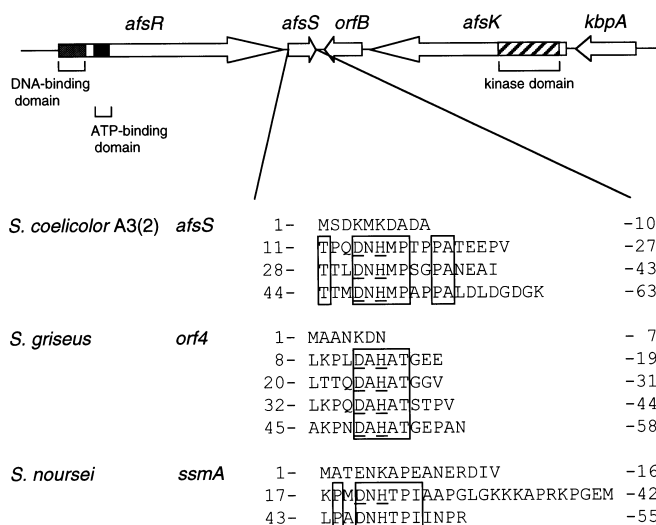 afsR afsS orfB afsK kbpA
DNA-binding domain
kinase domain
ATP-binding domain
S. coelicolor A3(2) afsS 1- MSDKMKDADA -10
11- TPQDNHMPTPPATEEPV -27
28- TTLDNHMPSGPANEAI -43
44- TTMDNHMPAPPALDLDGDGK -63
S. griseus orf4 1- MAANKDN - 7
8- LKPLDAHATGEE -19
20- LTTQDAHATGGV -31
32- LKPQDAHATSTPV -44
45- AKPNDAHATGEPAN -58
S. noursei ssmA 1- MATENKAPEANERDIV -16
17- KPMDNHTPIAAPGLGKKKAPRKPGEM -42
43- LPADNHTPIINPR -55